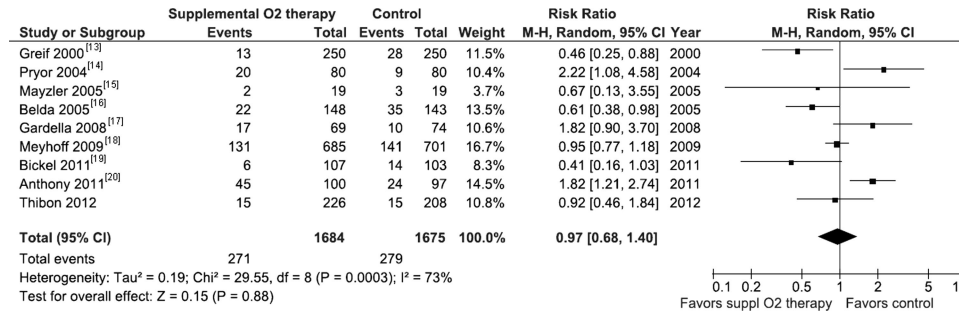 Supplemental O2 therapy Control Risk Ratio Risk Ratio
Study or Subgroup Events Total Events Total Weight M-H, Random, 95% CI Year M-H, Random, 95% CI
Greif 2000[13] 13 250 28 250 11.5% 0.46 [0.25, 0.88] 2000
Pryor 2004[14] 20 80 9 80 10.4% 2.22 [1.08, 4.58] 2004
Mayzler 2005[15] 2 19 3 19 3.7% 0.67 [0.13, 3.55] 2005
Belda 2005[16] 22 148 35 143 13.5% 0.61 [0.38, 0.98] 2005
Gardella 2008[17] 17 69 10 74 10.6% 1.82 [0.90, 3.70] 2008
Meyhoff 2009[18] 131 685 141 701 16.7% 0.95 [0.77, 1.18] 2009
Bickel 2011[19] 6 107 14 103 8.3% 0.41 [0.16, 1.03] 2011
Anthony 2011[20] 45 100 24 97 14.5% 1.82 [1.21, 2.74] 2011
Thibon 2012 15 226 15 208 10.8% 0.92 [0.46, 1.84] 2012
Total (95% CI) 1684 1675 100.0% 0.97 [0.68, 1.40]
Total events 271 279
Heterogeneity: Tau² = 0.19; Chi² = 29.55, df = 8 (P = 0.0003); I² = 73%
Test for overall effect: Z = 0.15 (P = 0.88)
0.1 0.2 0.5 1 2 5
Favors suppl O2 therapy Favors control